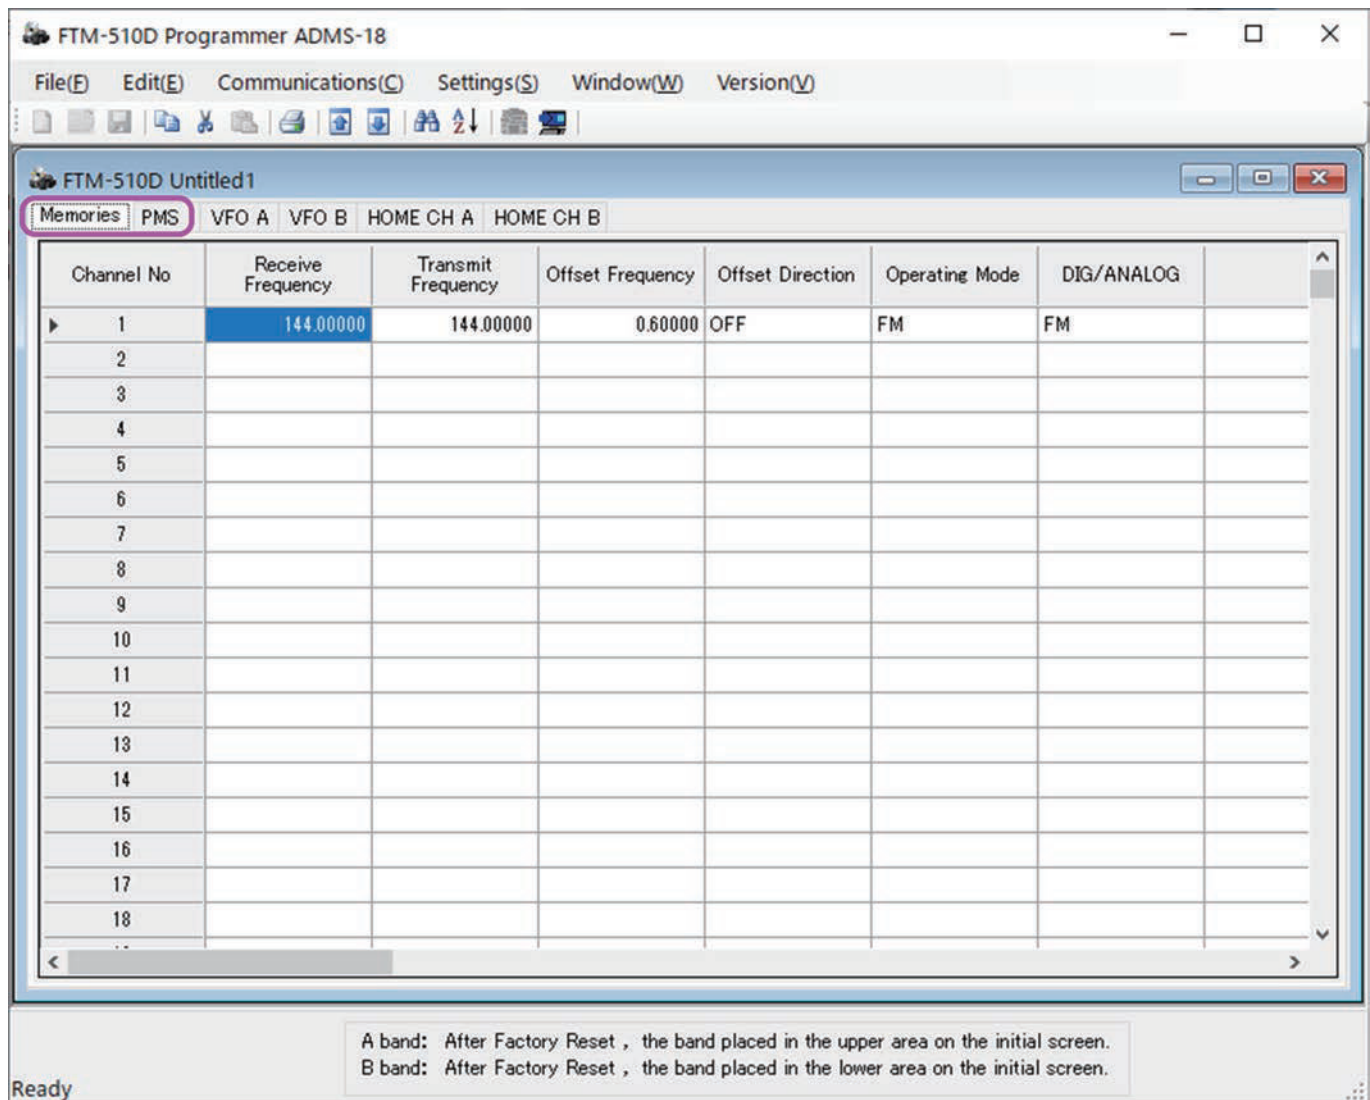 FTM-510D Programmer ADMS-18
File(F) Edit(E) Communications(C) Settings(S) Window(W) Version(V)
FTM-510D Untitled1
Memories PMS VFO A VFO B HOME CH A HOME CH B
Channel No Receive Frequency Transmit Frequency Offset Frequency Offset Direction Operating Mode DIG/ANALOG
1 144.00000 144.00000 0.60000 OFF FM FM
2
3
4
5
6
7
8
9
10
11
12
13
14
15
16
17
18
A band: After Factory Reset , the band placed in the upper area on the initial screen.
B band: After Factory Reset , the band placed in the lower area on the initial screen.
Ready